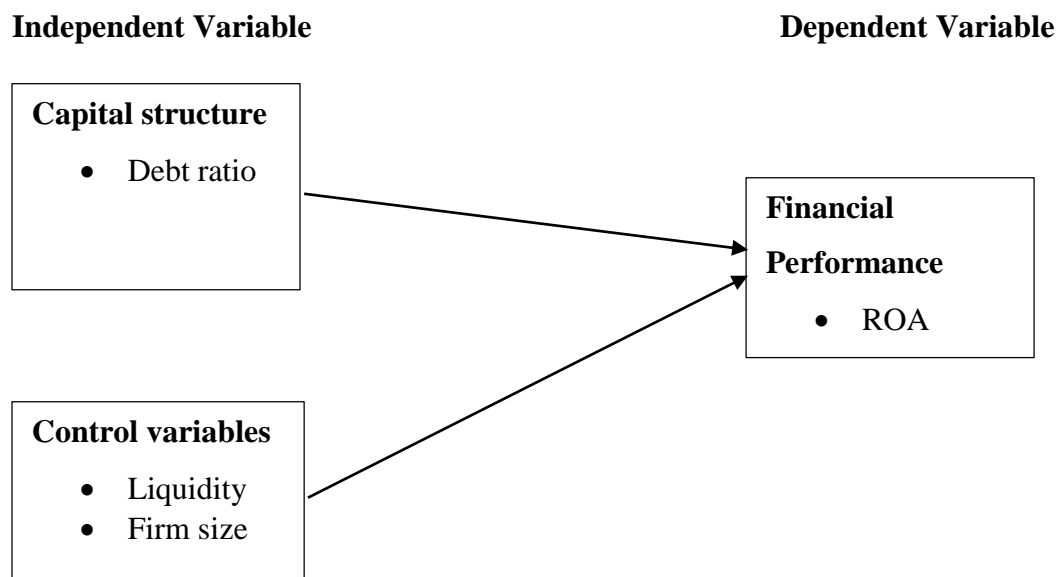 Independent Variable
Dependent Variable
Capital structure
• Debt ratio
Financial
Performance
• ROA
Control variables
• Liquidity
• Firm size